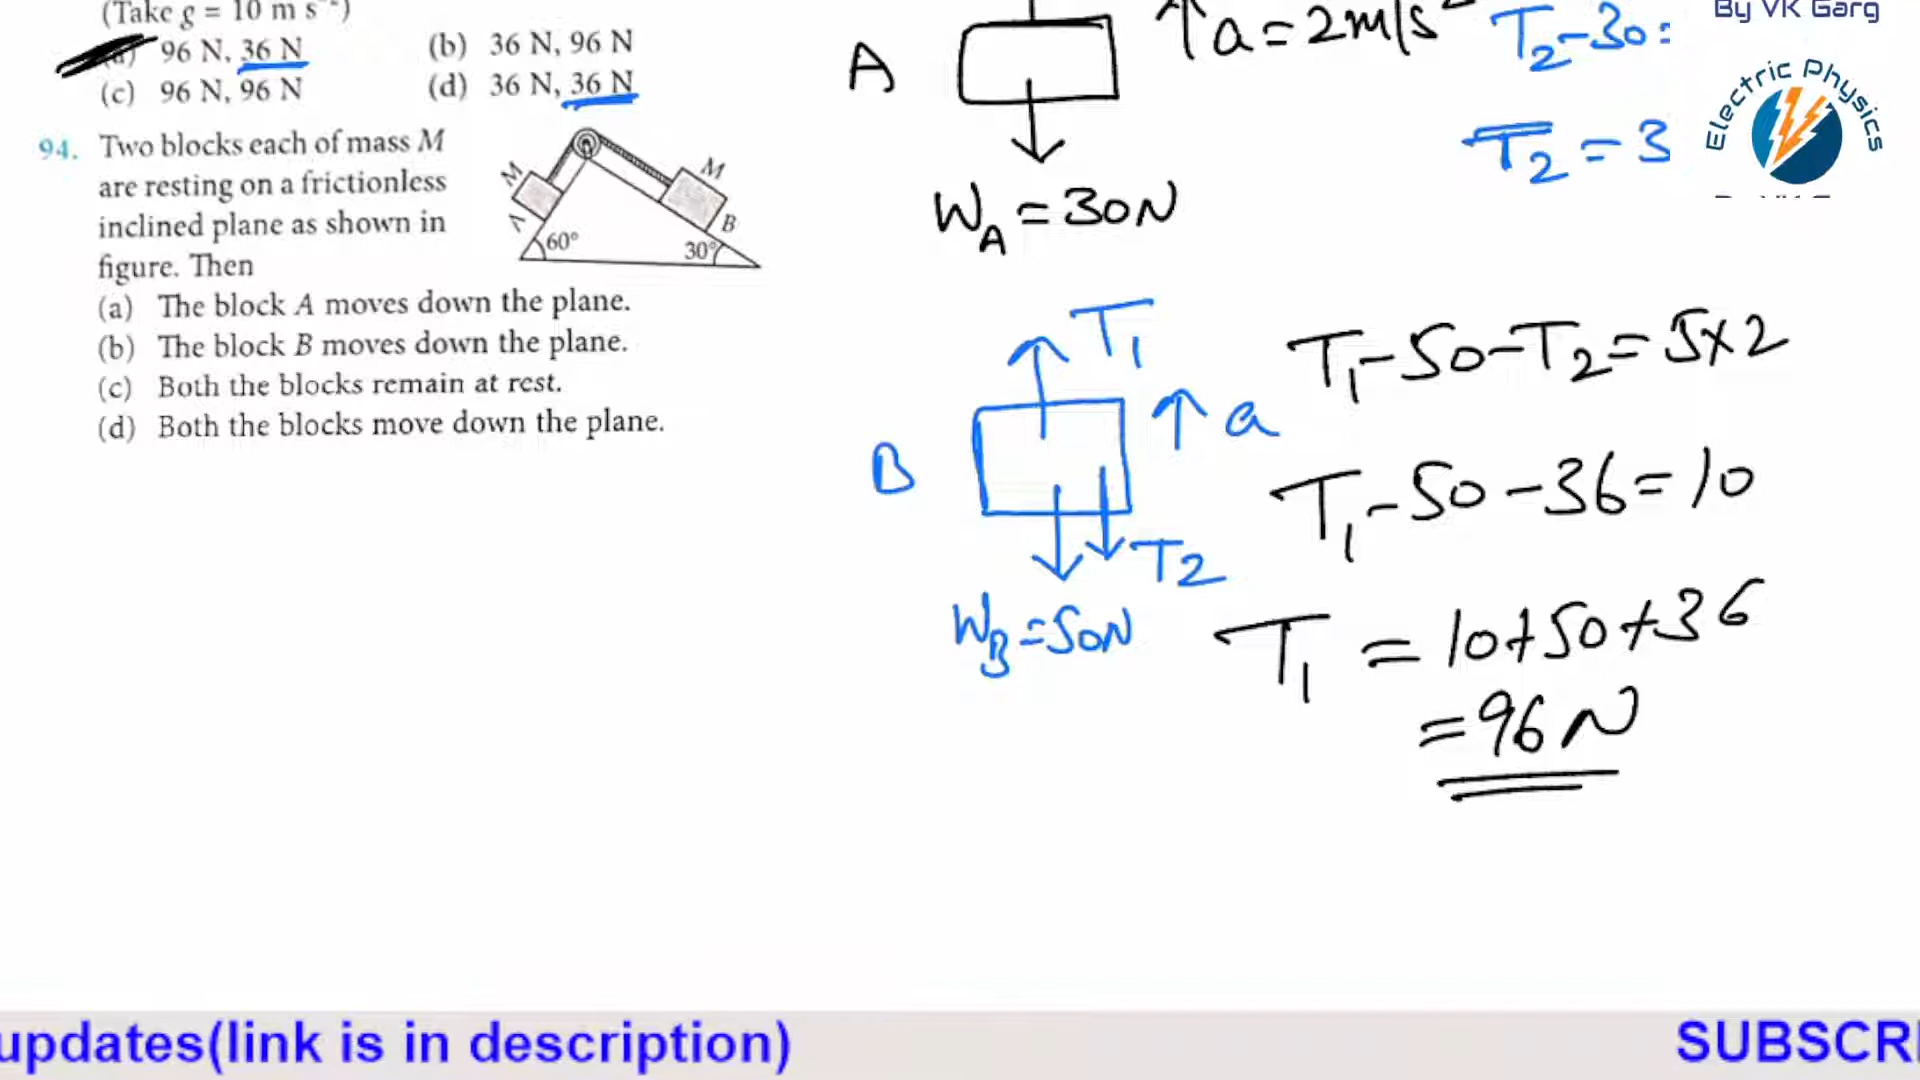 (Take g = 10 m s⁻²)
(a) 96 N, 36 N (b) 36 N, 96 N
(c) 96 N, 96 N (d) 36 N, 36 N
94. Two blocks each of mass M
are resting on a frictionless
inclined plane as shown in
figure. Then
(a) The block A moves down the plane.
(b) The block B moves down the plane.
(c) Both the blocks remain at rest.
(d) Both the blocks move down the plane.
M
M
A
B
60°
30°
A
a = 2m/s²
W_A = 30N
T₂-30=
T₂ = 3
By VK Garg
Electric Physics
T₁
B
a
T₂
W_B = 50N
T₁-50-T₂=5×2
T₁-50-36=10
T₁ = 10+50+36
=96N
updates(link is in description)
SUBSCRI